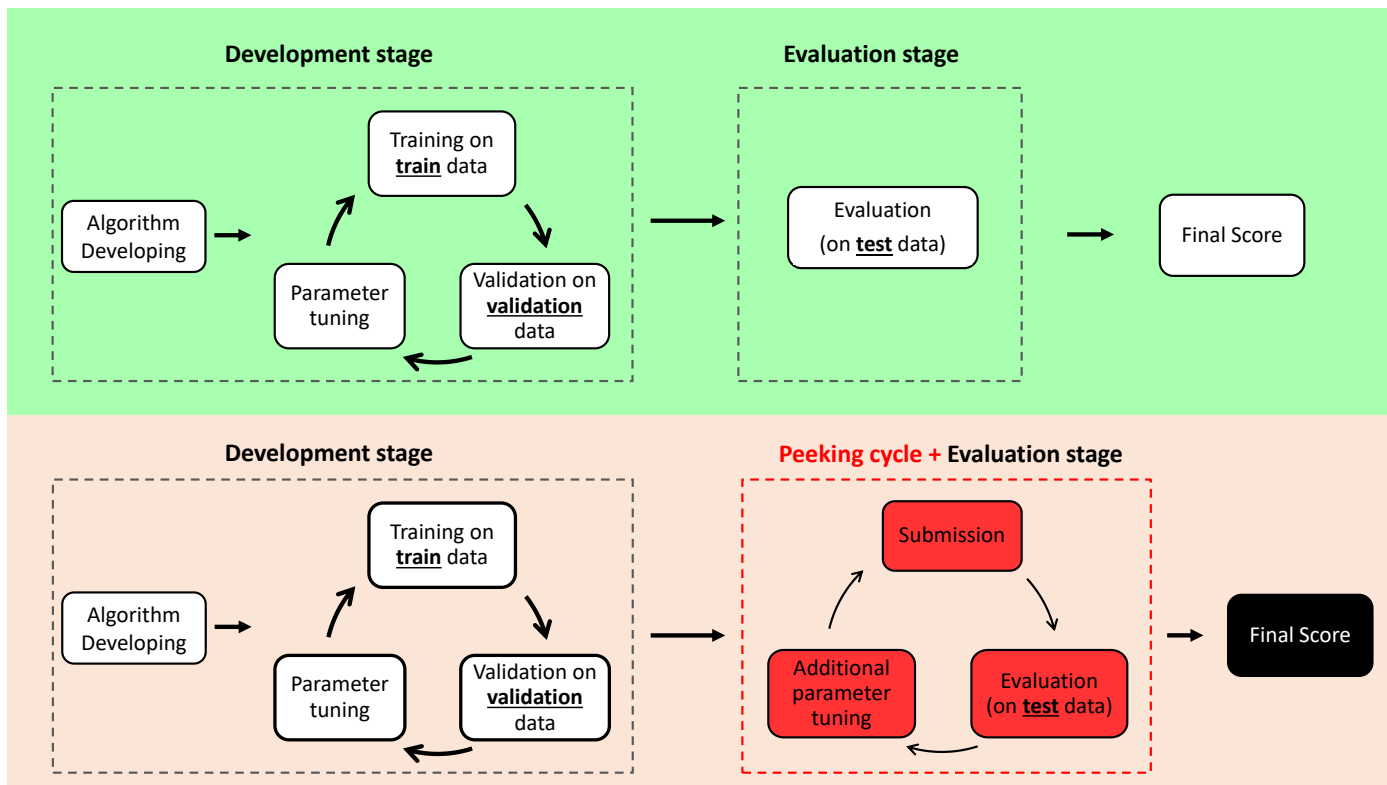 Development stage
Evaluation stage
Algorithm
Developing
Training on
train data
Validation on
validation
data
Parameter
tuning
Evaluation
(on test data)
Final Score
Development stage
Peeking cycle + Evaluation stage
Algorithm
Developing
Training on
train data
Validation on
validation
data
Parameter
tuning
Submission
Evaluation
(on test data)
Additional
parameter
tuning
Final Score